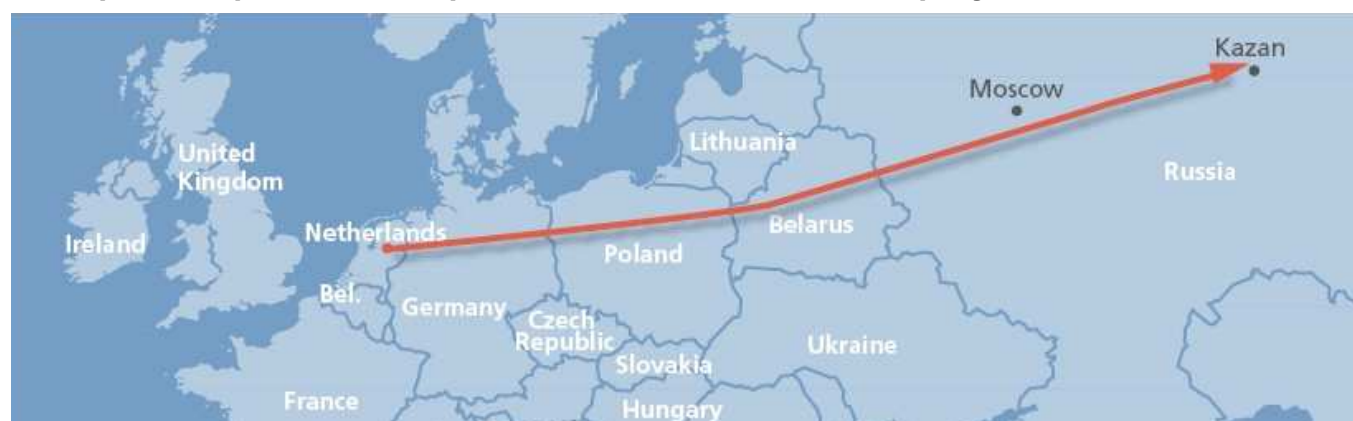 Kazan
Moscow
Lithuania
United
Kingdom
Russia
Netherlands
Belarus
Ireland
Poland
Bel.
Germany
Czech
Republic
Ukraine
Slovakia
France
Hungary